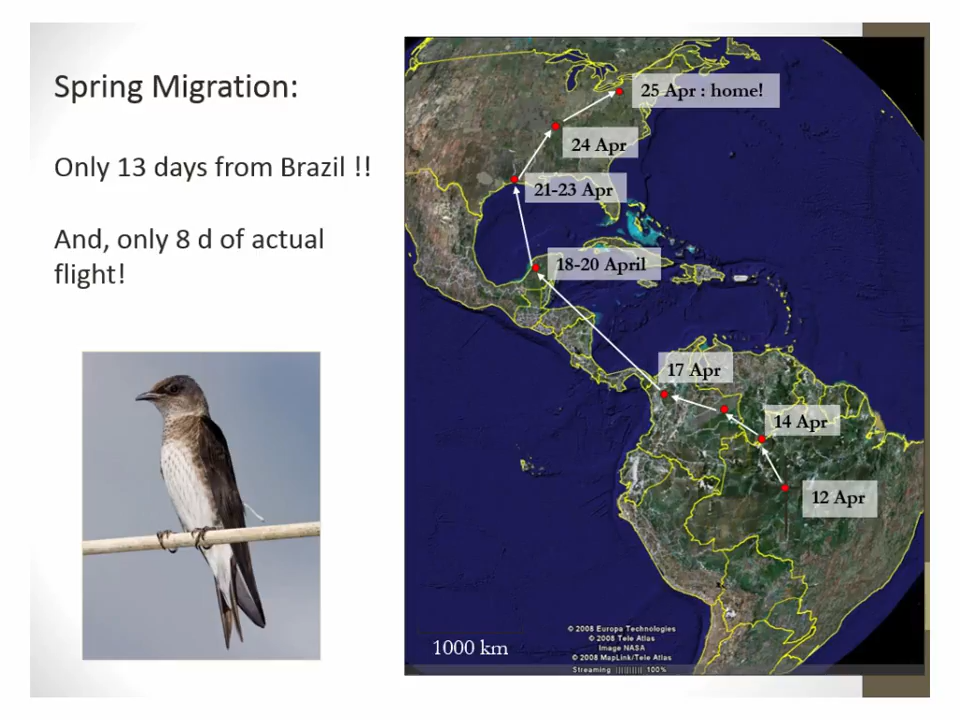 Spring Migration:
Only 13 days from Brazil !!
And, only 8 d of actual
flight!
25 Apr : home!
24 Apr
21-23 Apr
18-20 April
17 Apr
14 Apr
12 Apr
1000 km
© 2008 Europa Technologies
© 2008 Tele Atlas
Image NASA
© 2008 MapLink/Tele Atlas
Streaming |||||||||| 100%